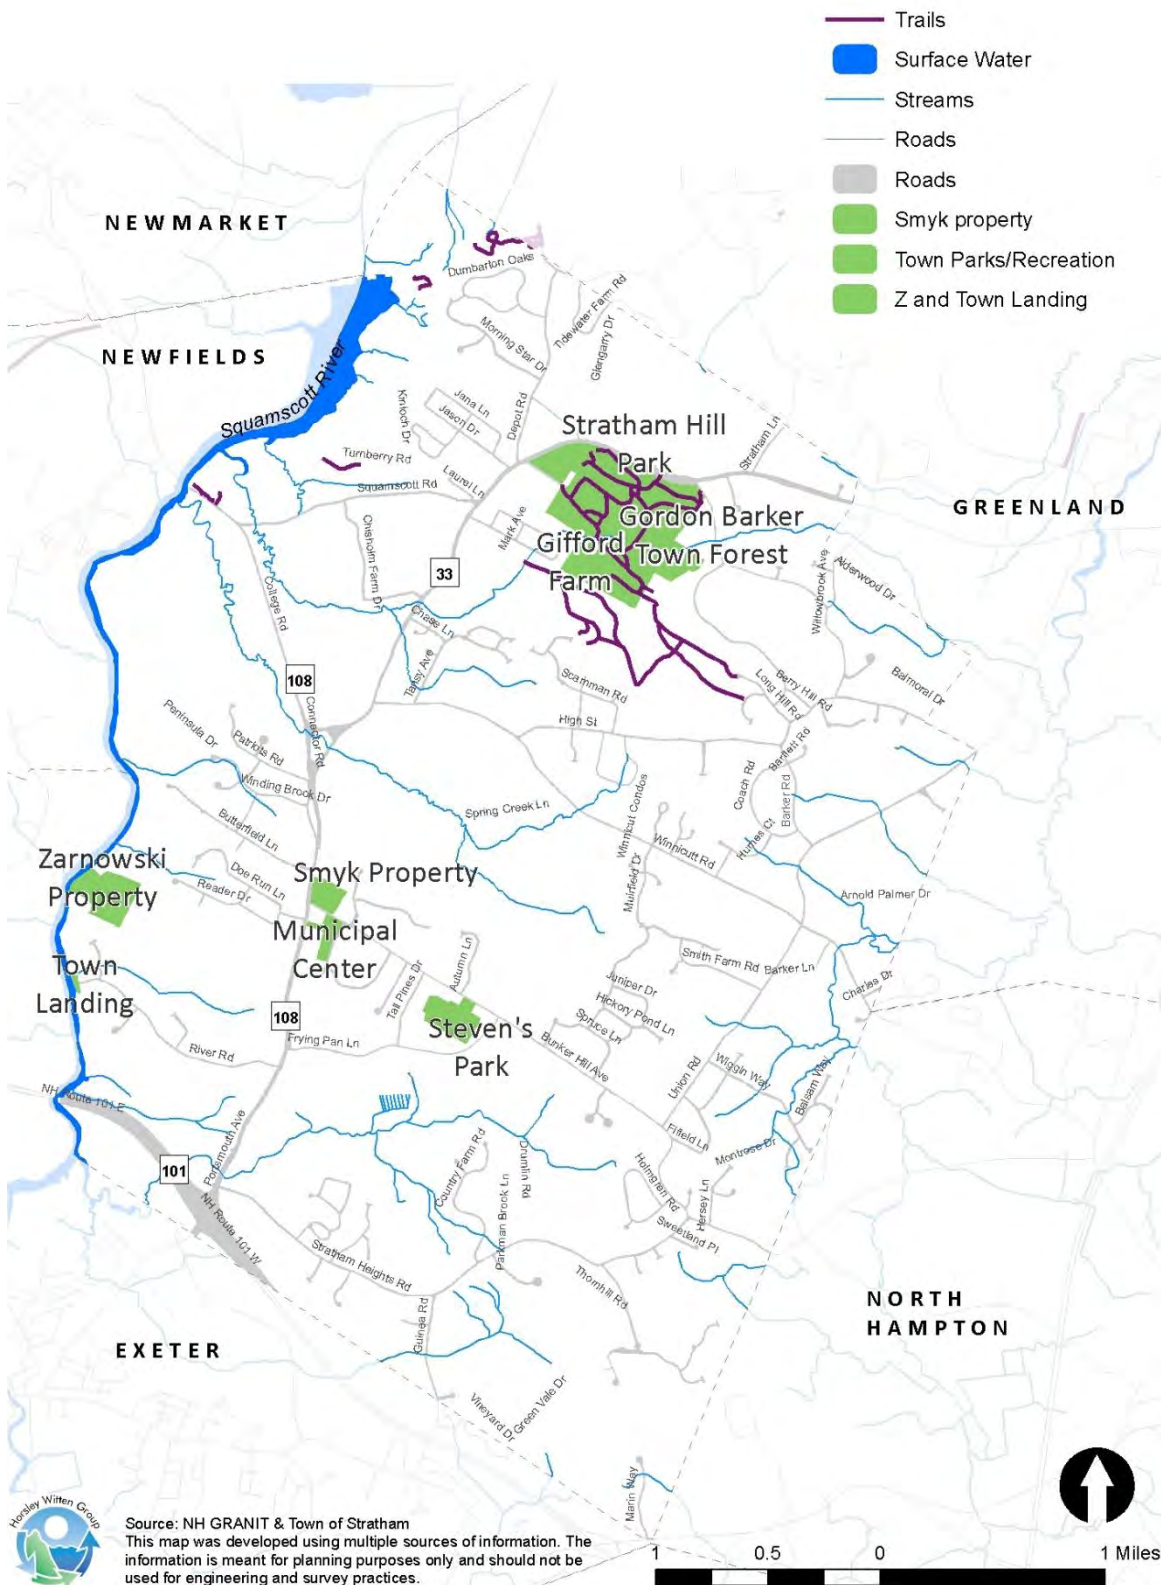 Trails
Surface Water
Streams
Roads
Roads
Smyk property
Town Parks/Recreation
Z and Town Landing
NEWMARKET
NEWFIELDS
Squamscott River
Dumbarton Oaks
Tidewater Farm Rd
Morning Star Dr
Glengarry Dr
Kinloch Dr
Jana Ln
Jason Dr
Depot Rd
Stratham Hill
Park
Stratham Ln
Turnberry Rd
Laurel Ln
Squamscott Rd
Mark Ave
Gordon Barker
Town Forest
Gifford
Farm
GREENLAND
Chisholm Farm Dr
33
College Rd
Chase Ln
Tansy Ave
Willowbrook Ave
Alderwood Dr
108
Connector Rd
Scamman Rd
High St
Long Hill Rd
Berry Hill Rd
Balmoral Dr
Peninsula Dr
Patriots Rd
Winding Brook Dr
Butterfield Ln
Spring Creek Ln
Bartlett Rd
Coach Rd
Barker Rd
Winnicut Condos
Winnicutt Rd
Humes Ct
Muirfield Dr
Arnold Palmer Dr
Zarnowski
Property
Doe Run Ln
Reader Dr
Smyk Property
Municipal
Center
Autumn Ln
Tall Pines Dr
Smith Farm Rd
Barker Ln
Charles Dr
Town
Landing
108
Frying Pan Ln
Steven's
Park
Juniper Dr
Hickory Pond Ln
Spruce Ln
Bunker Hill Ave
River Rd
Union Rd
Wiggin Way
Balsam Way
NH Route 101 E
Portsmouth Ave
101
NH Route 101 W
Fifield Ln
Montrose Dr
Country Farm Rd
Drumlin Rd
Parkman Brook Ln
Holmgren Rd
Hersey Ln
Sweetland Pl
Stratham Heights Rd
Thornhill Rd
Guinea Rd
NORTH
HAMPTON
EXETER
Vineyard Dr
Green Vale Dr
Marin Way
Horsley Witten Group
Source: NH GRANIT & Town of Stratham
This map was developed using multiple sources of information. The
information is meant for planning purposes only and should not be
used for engineering and survey practices.
1 0.5 0 1 Miles